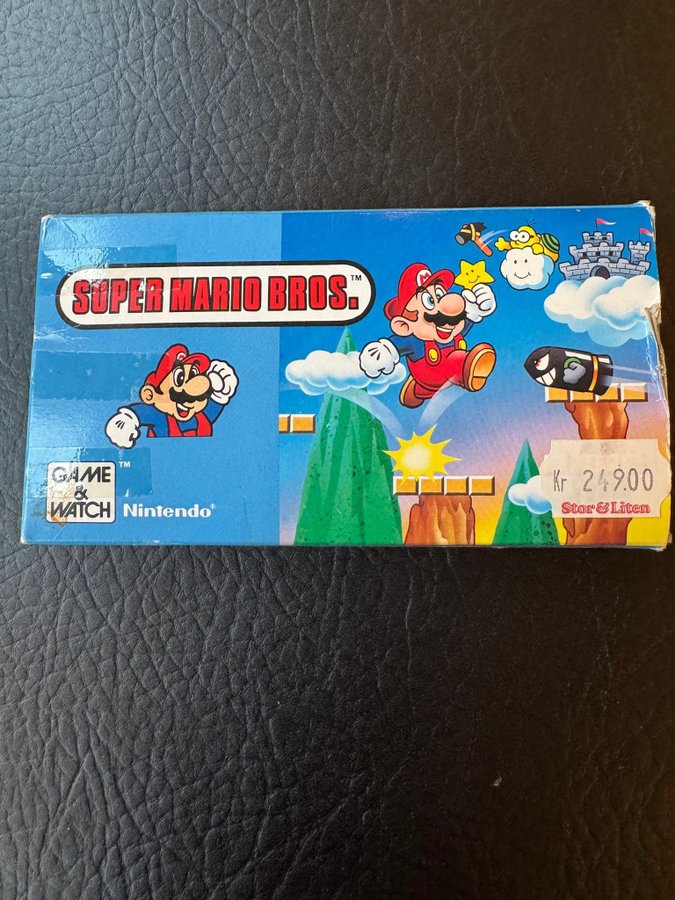 SUPER MARIO BROS.™
M
GAME
&
WATCH™
Nintendo®
Kr 249.00
Stor & Liten